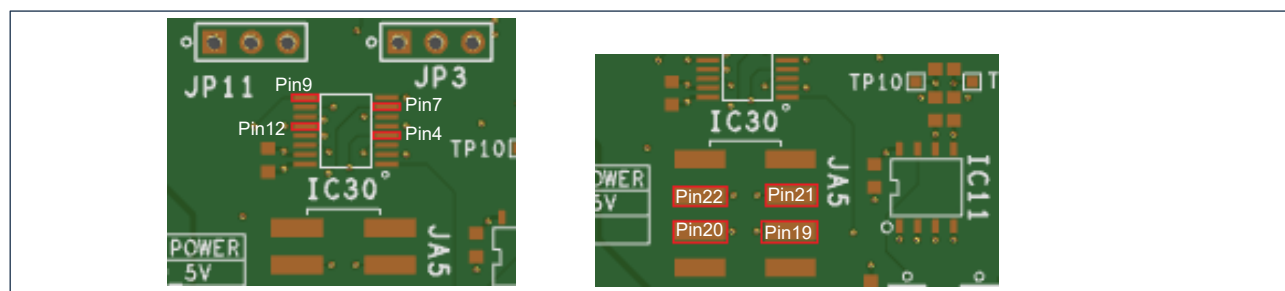 JP11
JP3
Pin9
Pin7
Pin12
Pin4
TP10
IC30
POWER
5V
JA5
TP10
T
IC30
POWER
5V
JA5
IC11
Pin22
Pin21
Pin20
Pin19